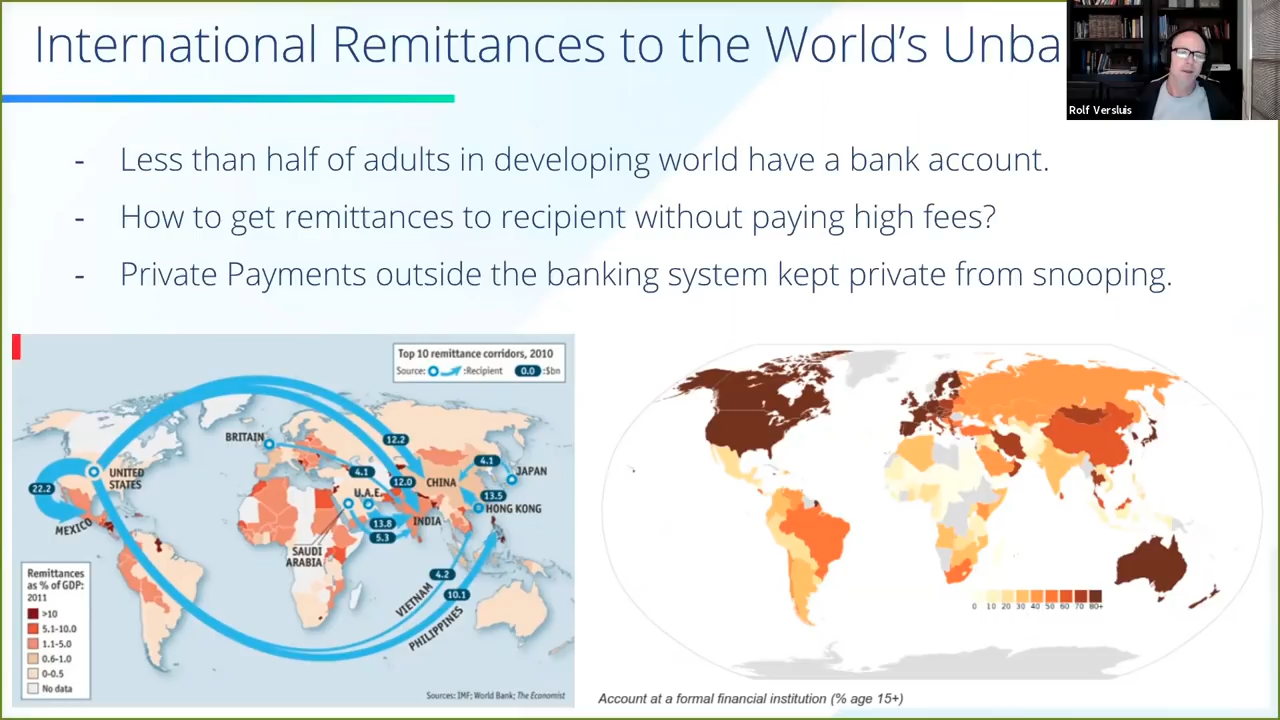 International Remittances to the World's Unba
Rolf Versluis
- Less than half of adults in developing world have a bank account.
- How to get remittances to recipient without paying high fees?
- Private Payments outside the banking system kept private from snooping.
Top 10 remittance corridors, 2010
Source: :Recipient 0.0 :$bn
BRITAIN
12.2
4.1
4.1
JAPAN
UNITED
STATES
12.0
CHINA
22.2
U.A.E.
13.5
HONG KONG
MEXICO
13.8
INDIA
5.3
SAUDI
ARABIA
4.2
VIETNAM
10.1
PHILIPPINES
Remittances
as % of GDP:
2011
>10
5.1-10.0
1.1-5.0
0.6-1.0
0-0.5
No data
Sources: IMF; World Bank; The Economist
0 10 20 30 40 50 60 70 80+
Account at a formal financial institution (% age 15+)